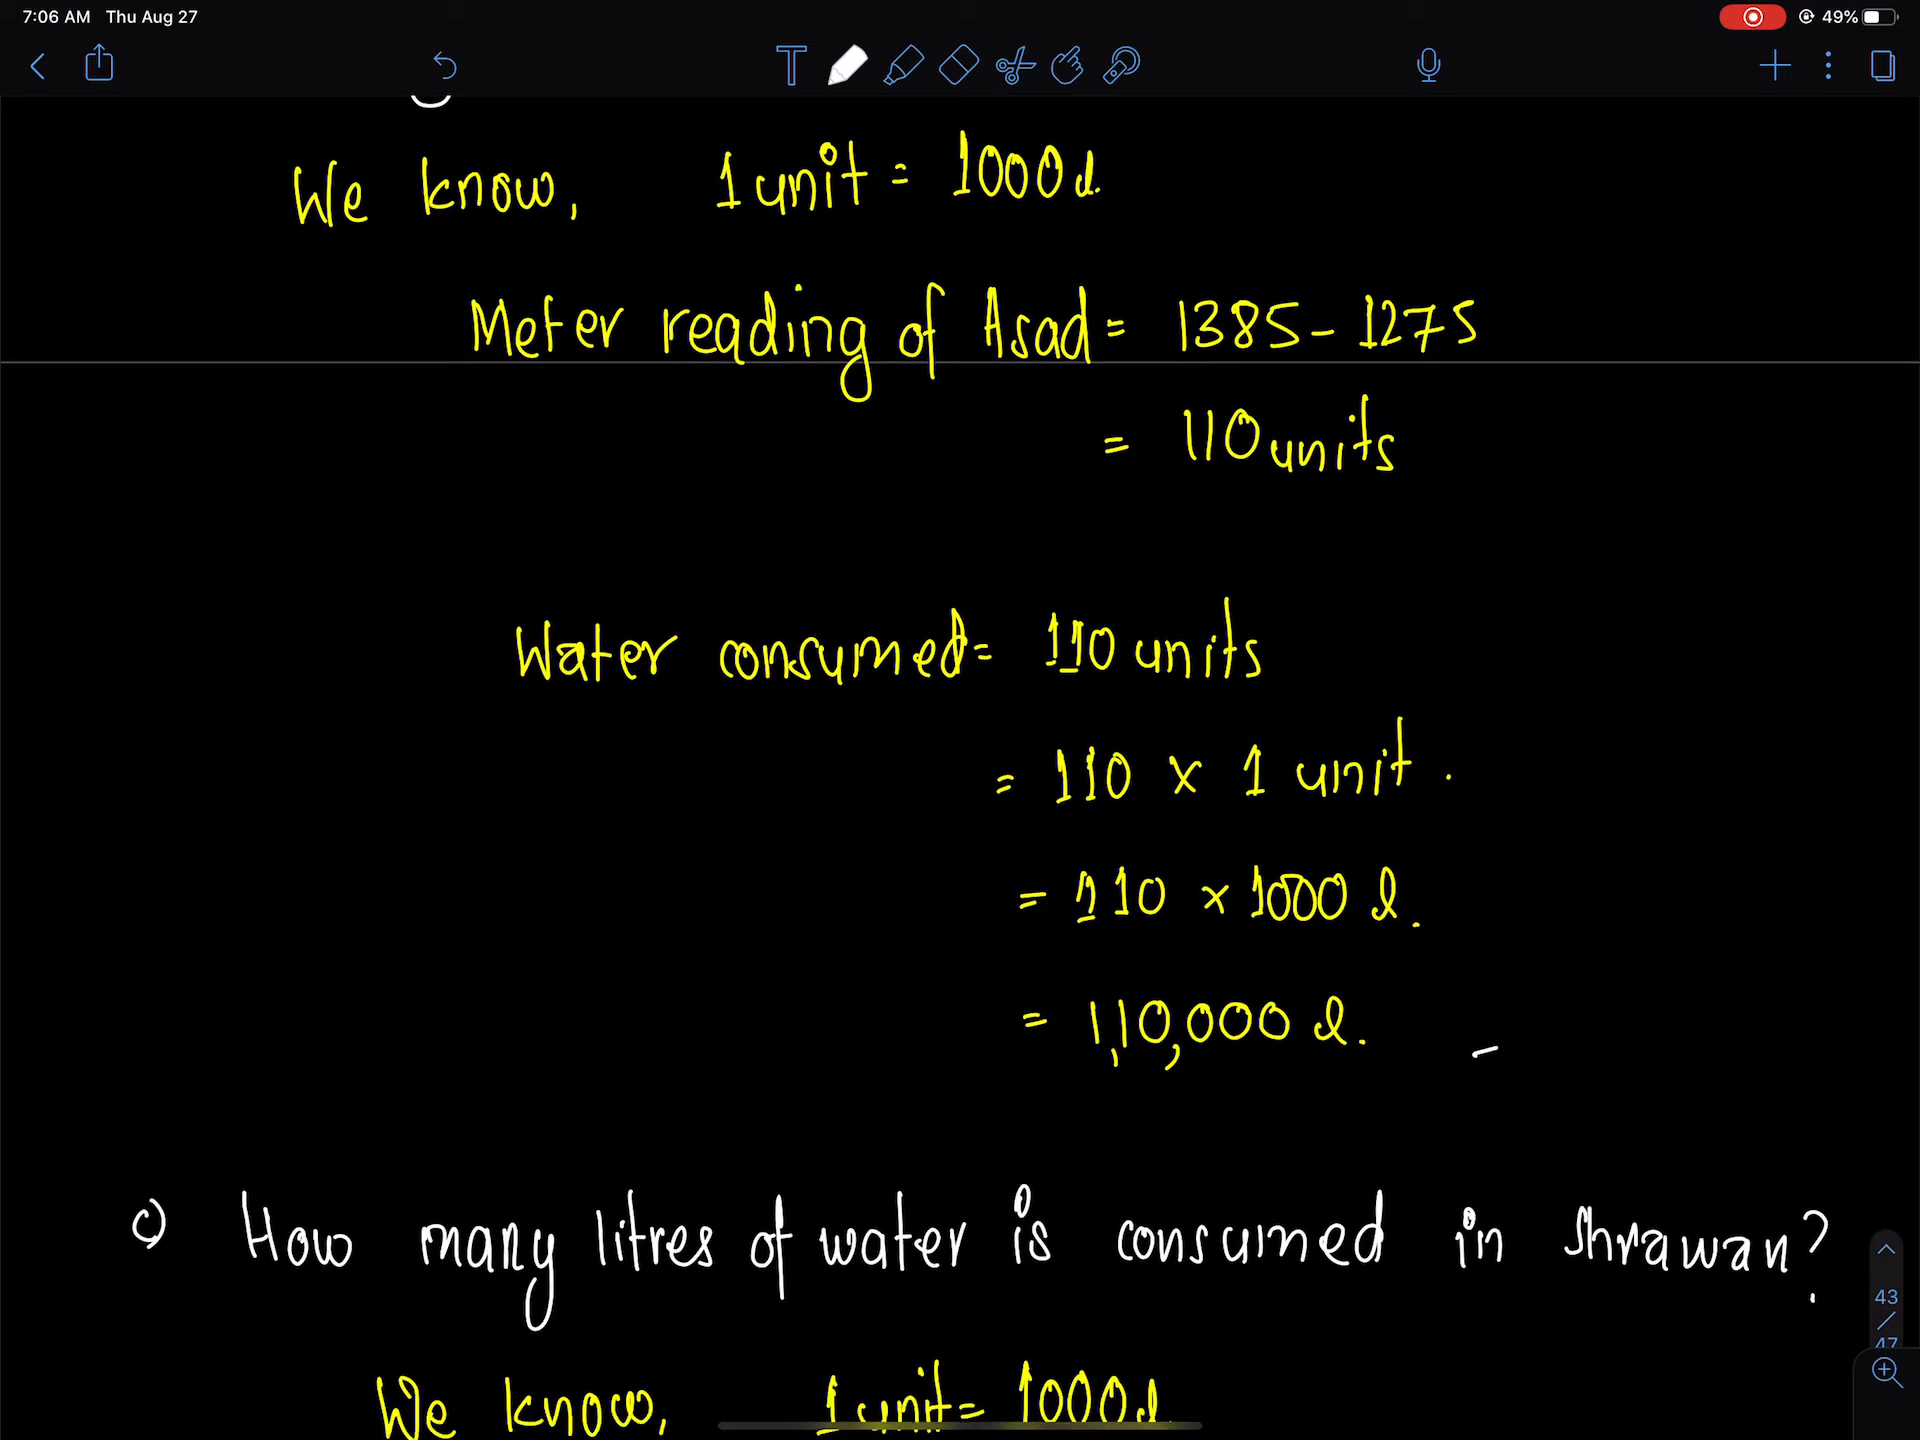 7:06 AM Thu Aug 27
49%
We know, 1 unit = 1000 l.
Meter reading of Asad = 1385 - 1275
= 110 units
Water consumed = 110 units
= 110 x 1 unit .
= 110 x 1000 l.
= 1,10,000 l.
c) How many litres of water is consumed in Shrawan?
43
/
47
We know, 1 unit = 1000 l